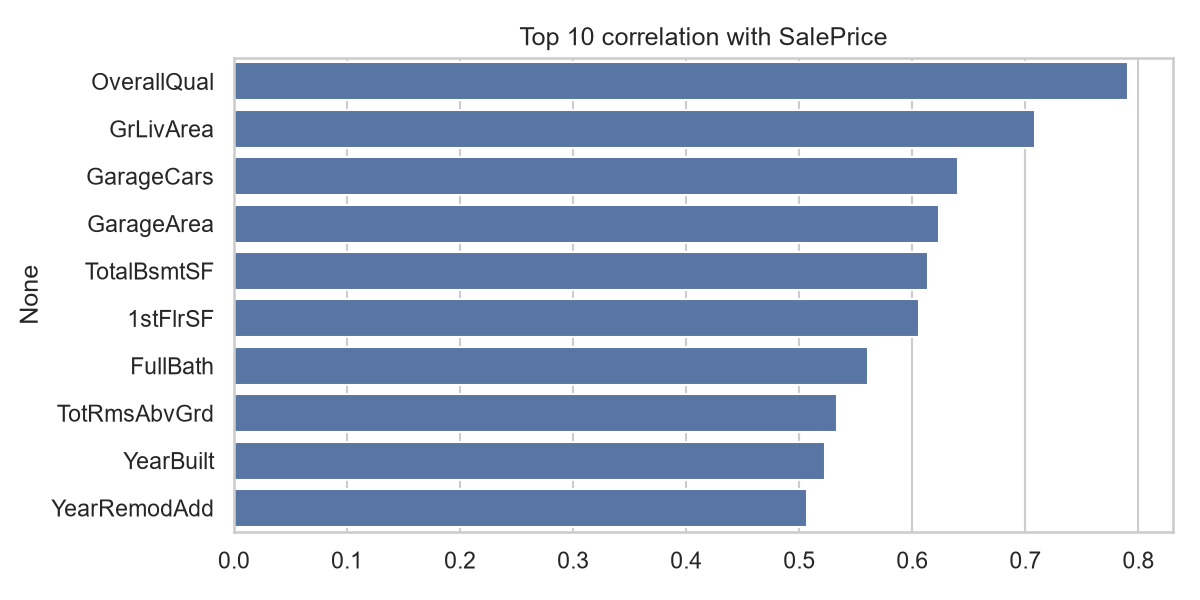 Top 10 correlation with SalePrice
OverallQual
GrLivArea
GarageCars
GarageArea
TotalBsmtSF
1stFlrSF
FullBath
TotRmsAbvGrd
YearBuilt
YearRemodAdd
None
0.0 0.1 0.2 0.3 0.4 0.5 0.6 0.7 0.8